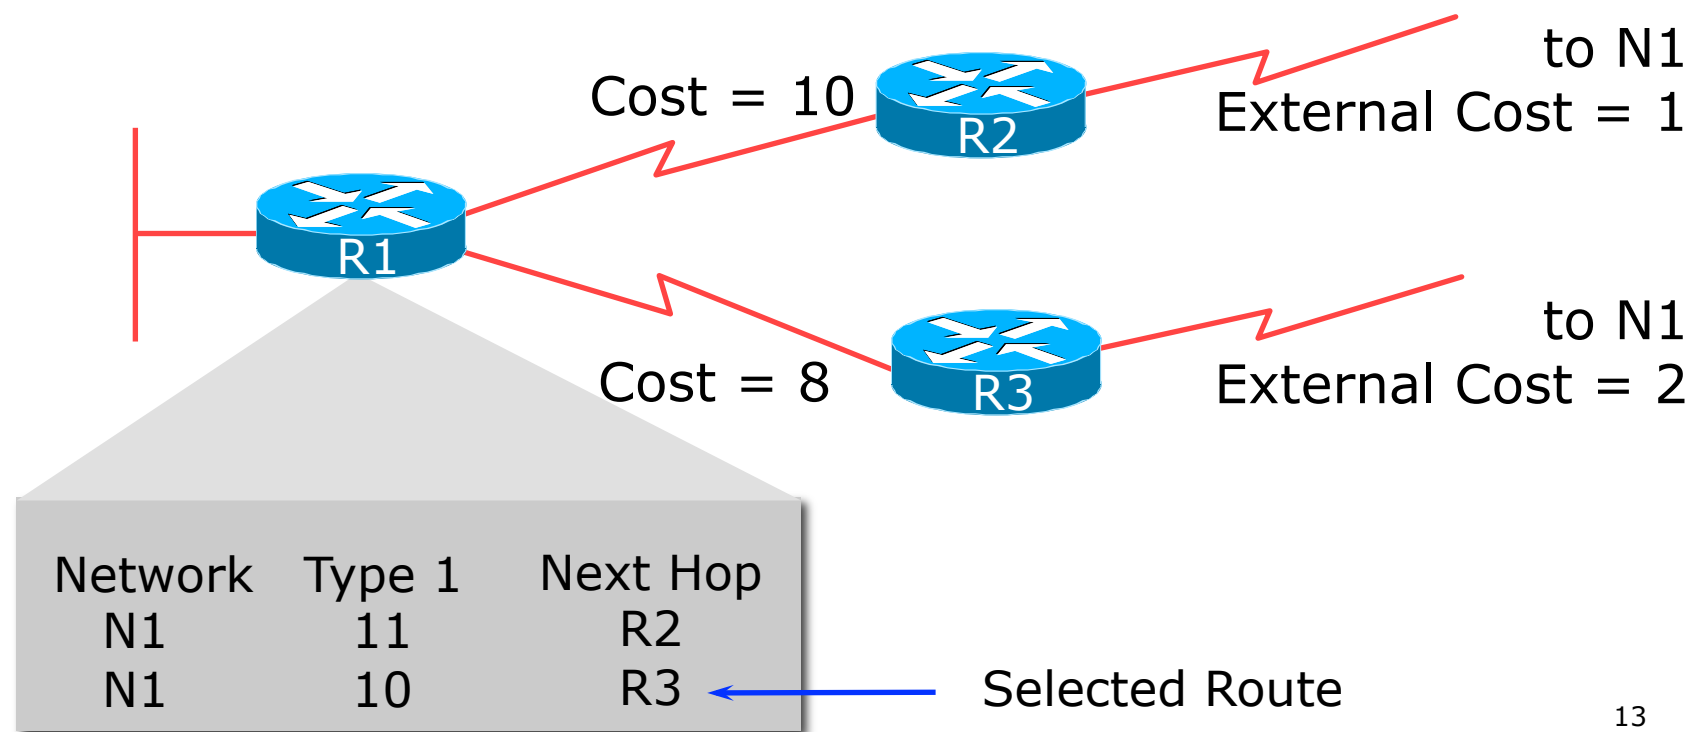 to N1
Cost = 10
External Cost = 1
R2
R1
to N1
Cost = 8
External Cost = 2
R3
Network Type 1 Next Hop
N1 11 R2
N1 10 R3
Selected Route
13